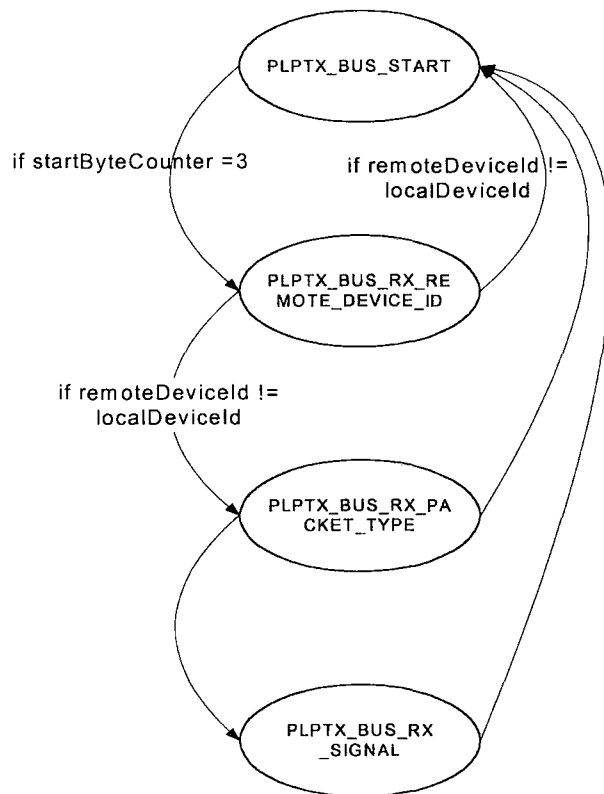 PLPTX_BUS_START
if startByteCounter =3
if remoteDeviceId !=
localDeviceId
PLPTX_BUS_RX_RE
MOTE_DEVICE_ID
if remoteDeviceId !=
localDeviceId
PLPTX_BUS_RX_PA
CKET_TYPE
PLPTX_BUS_RX
_SIGNAL